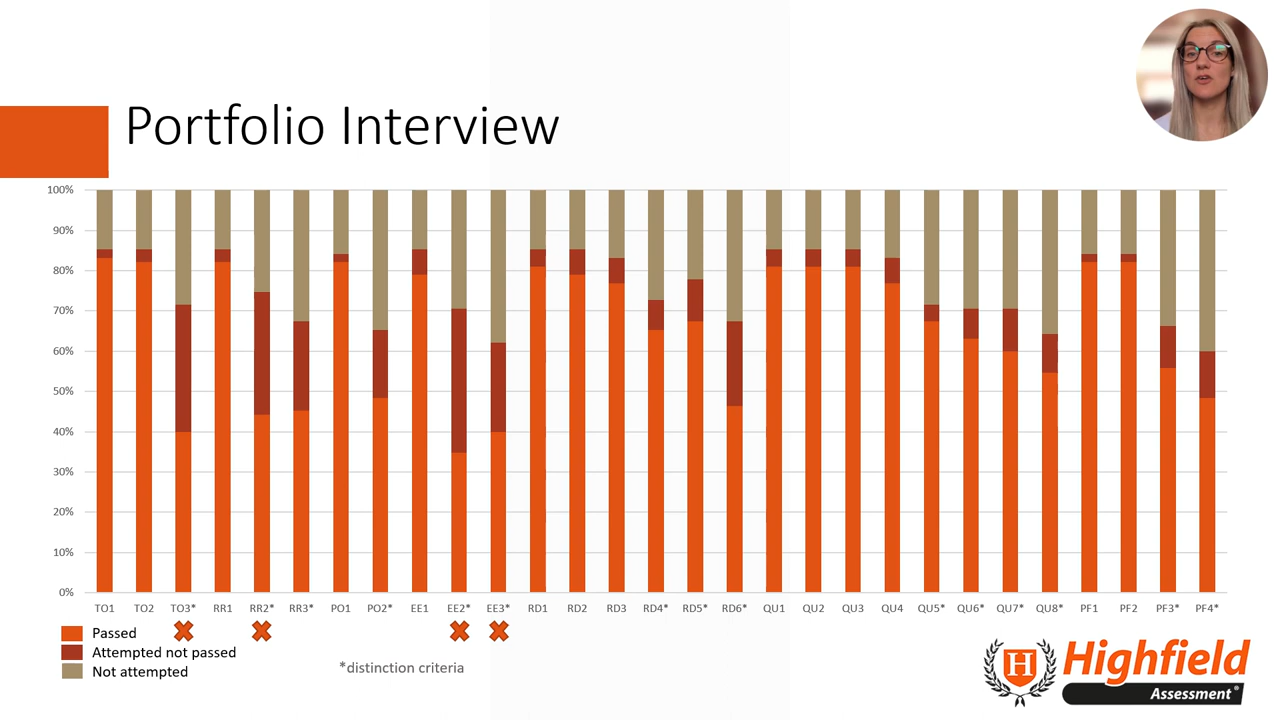 Portfolio Interview
100%
90%
80%
70%
60%
50%
40%
30%
20%
10%
0%
TO1 TO2 TO3* RR1 RR2* RR3* PO1 PO2* EE1 EE2* EE3* RD1 RD2 RD3 RD4* RD5* RD6* QU1 QU2 QU3 QU4 QU5* QU6* QU7* QU8* PF1 PF2 PF3* PF4*
Passed
Attempted not passed
Not attempted
*distinction criteria
H
Highfield
Assessment®